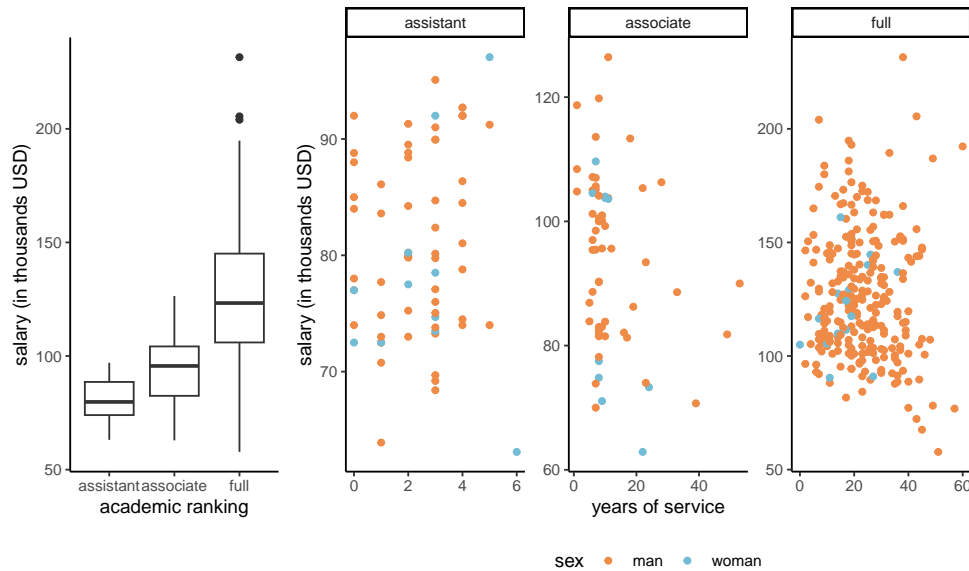 salary (in thousands USD)
200
150
100
50
assistant associate full
academic ranking
salary (in thousands USD)
assistant
90
80
70
0 2 4 6
associate
120
100
80
60
0 20 40
full
200
150
100
50
0 20 40 60
years of service
sex man woman